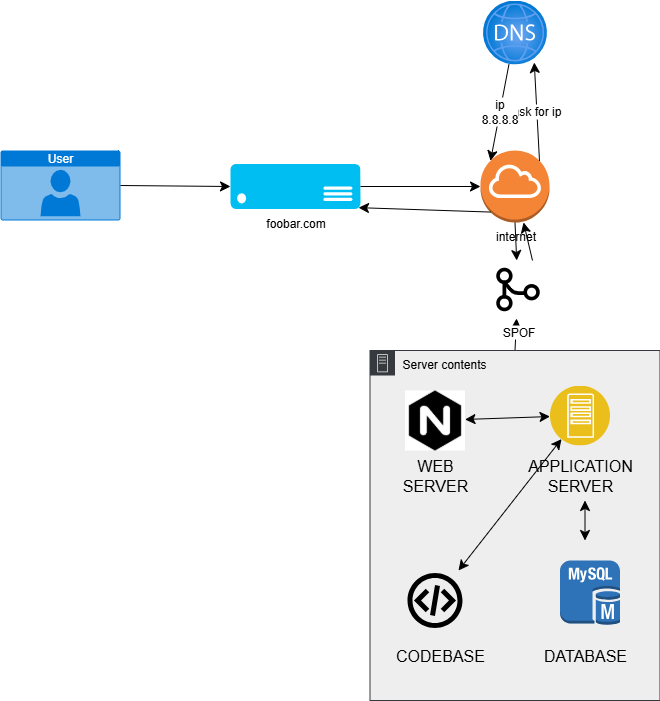 DNS
ip
8.8.8.8
sk for ip
User
foobar.com
internet
SPOF
Server contents
N
WEB
SERVER
APPLICATION
SERVER
MySQL
M
CODEBASE
DATABASE